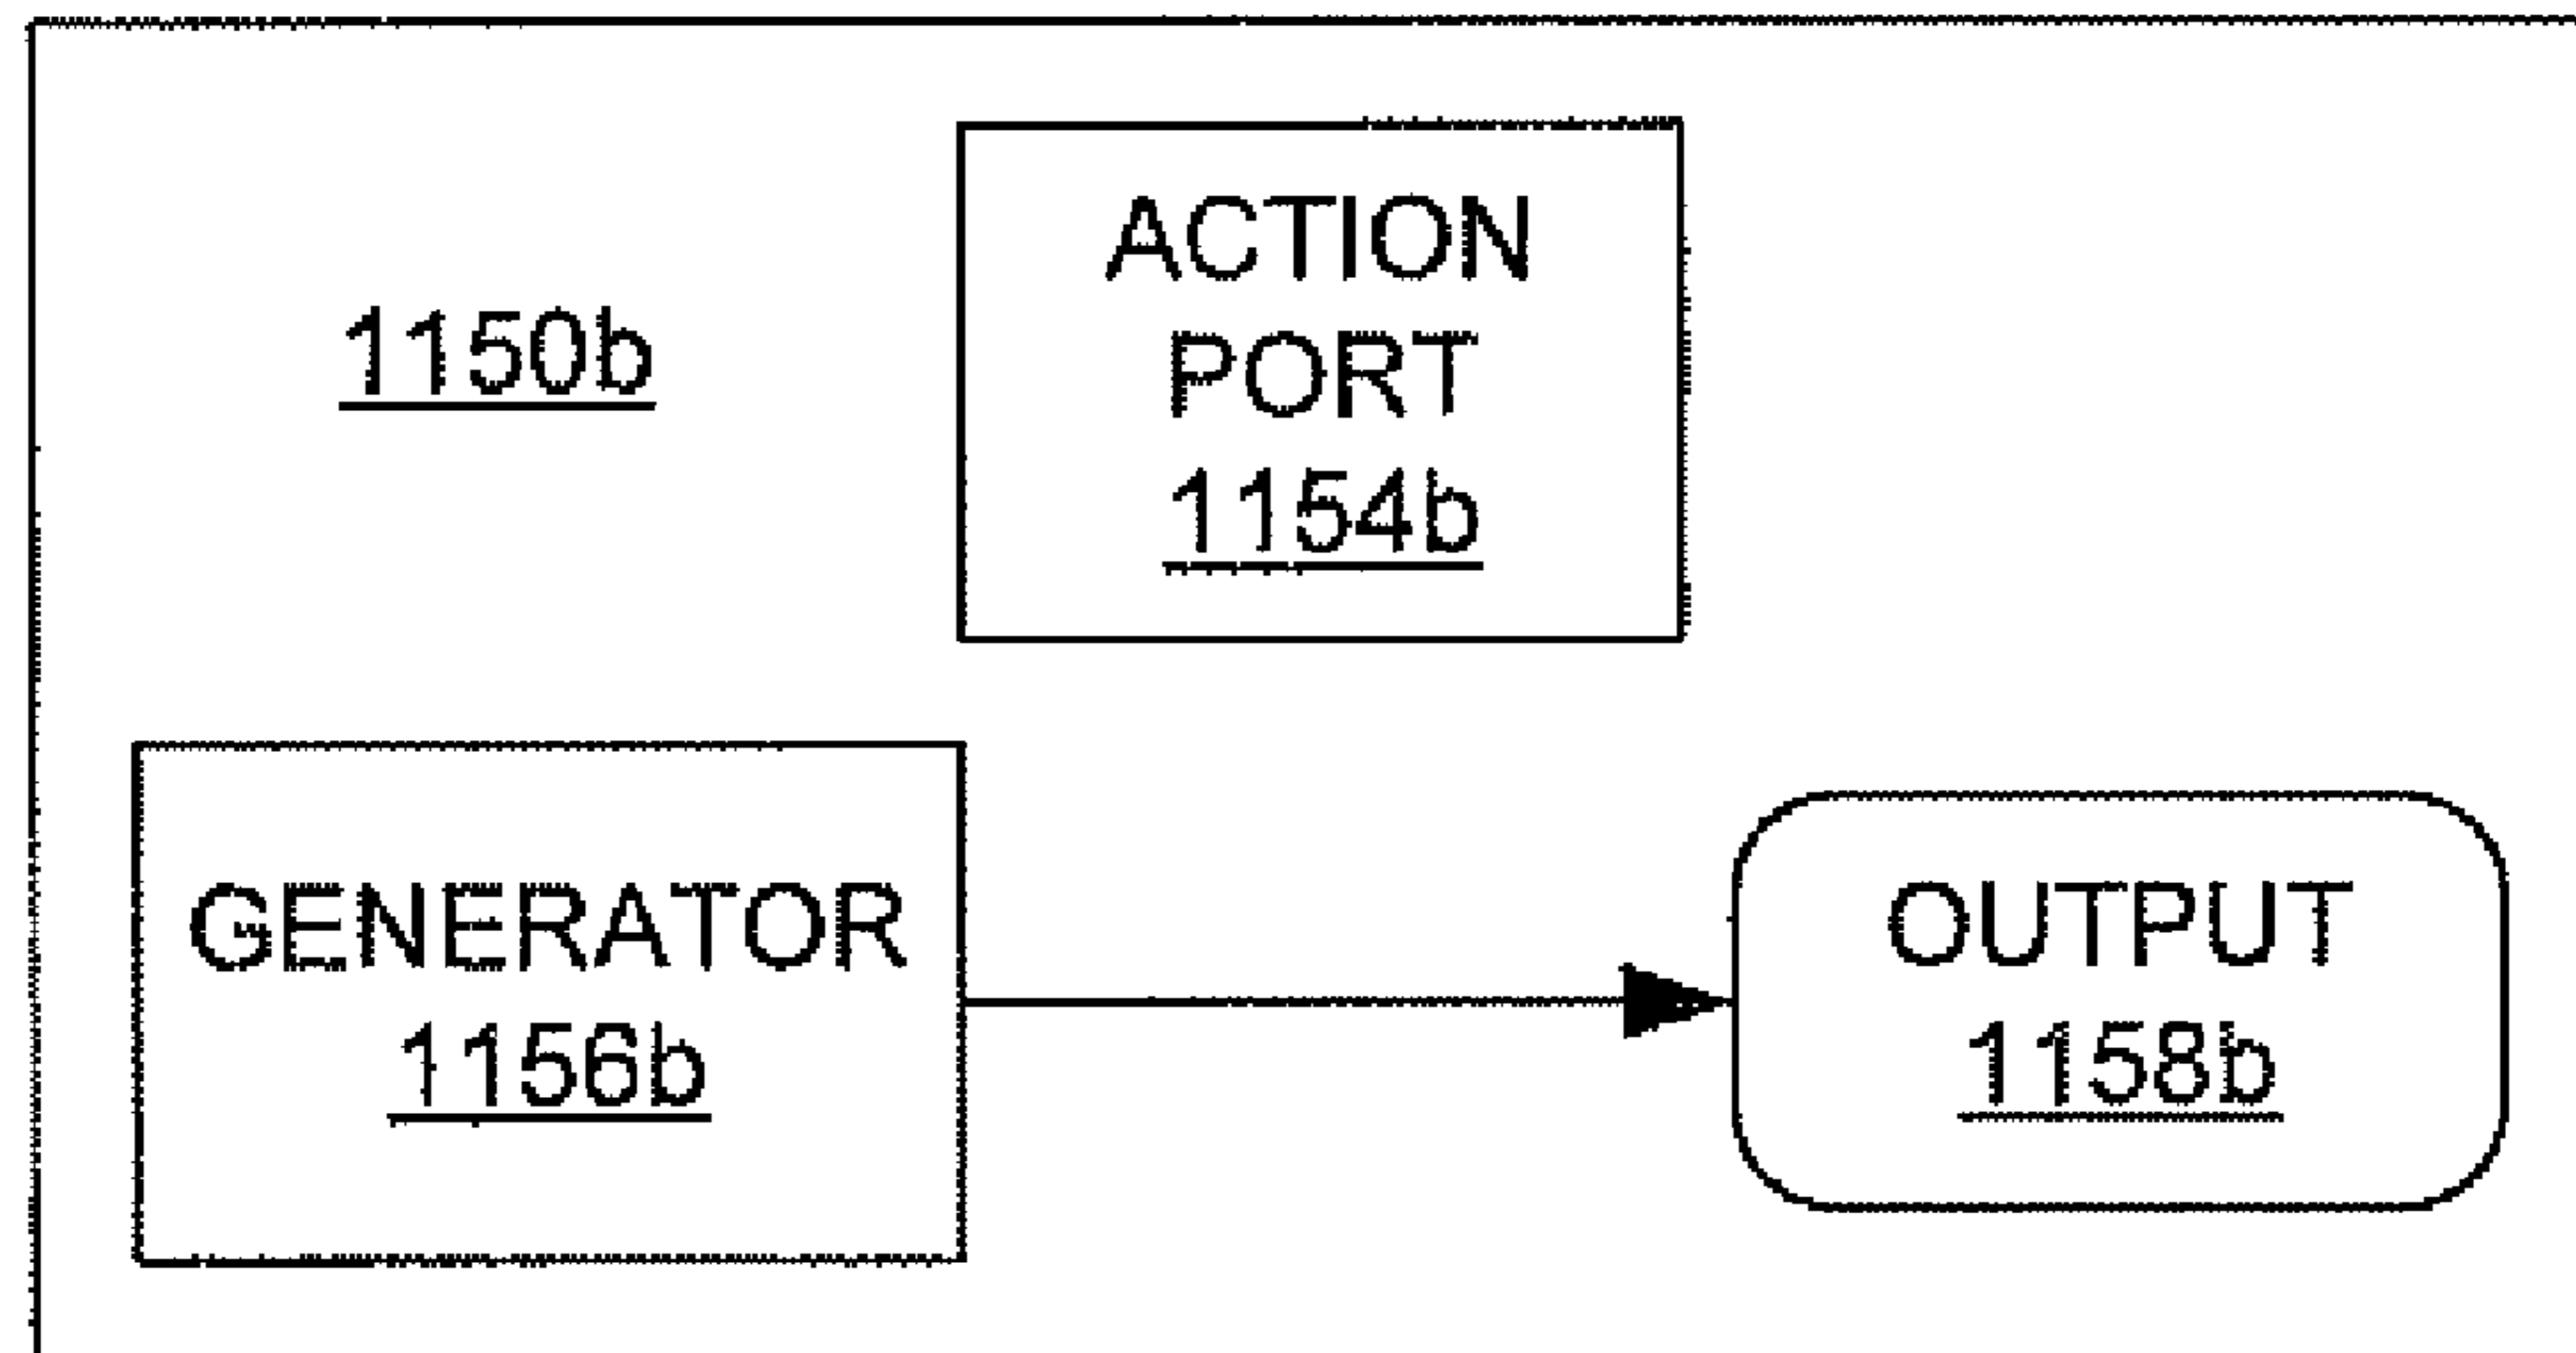 1150b
ACTION
PORT
1154b
GENERATOR
1156b
OUTPUT
1158b